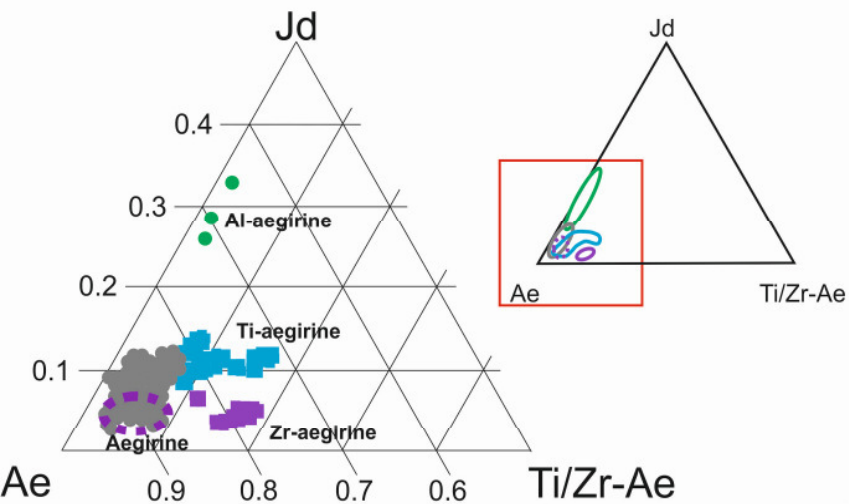 Jd
0.4
0.3
Al-aegirine
0.2
Ti-aegirine
0.1
Zr-aegirine
Aegirine
Ae
Ti/Zr-Ae
0.9
0.8
0.7
0.6
Jd
Ae
Ti/Zr-Ae